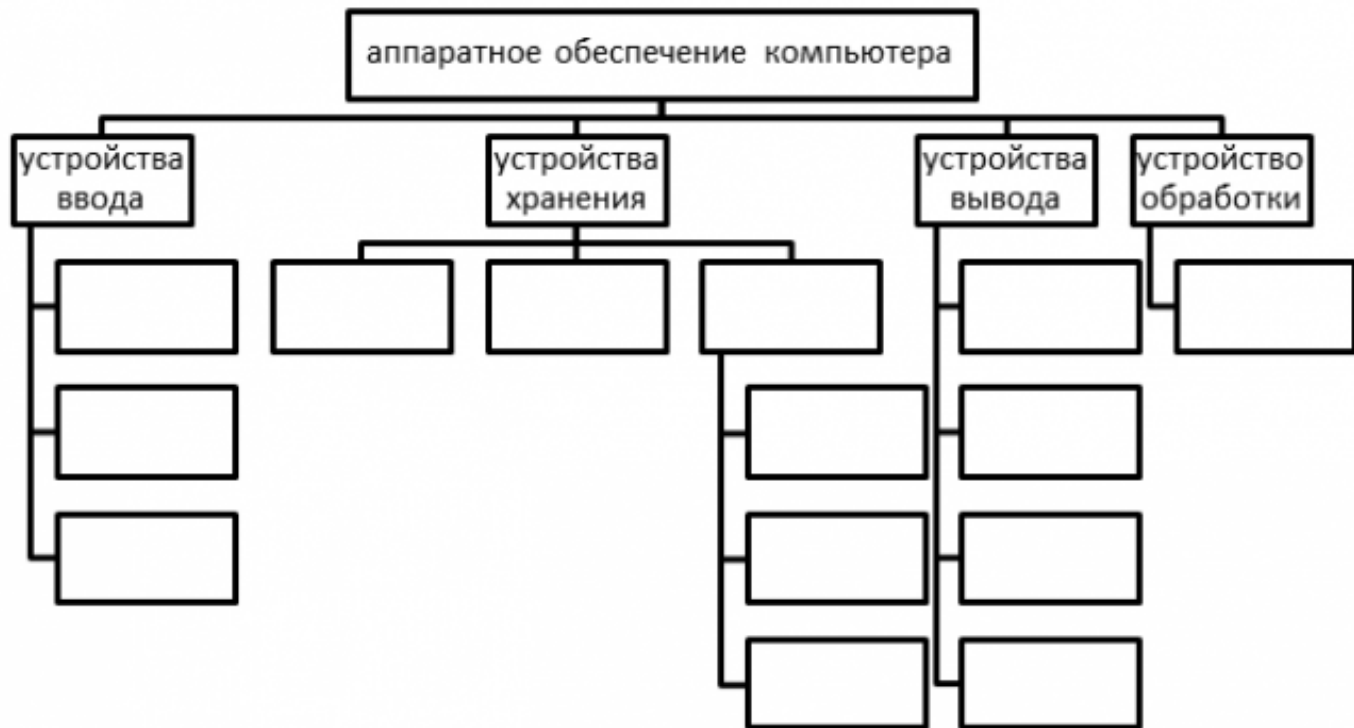 аппаратное обеспечение компьютера
устройства
ввода
устройства
хранения
устройства
вывода
устройство
обработки